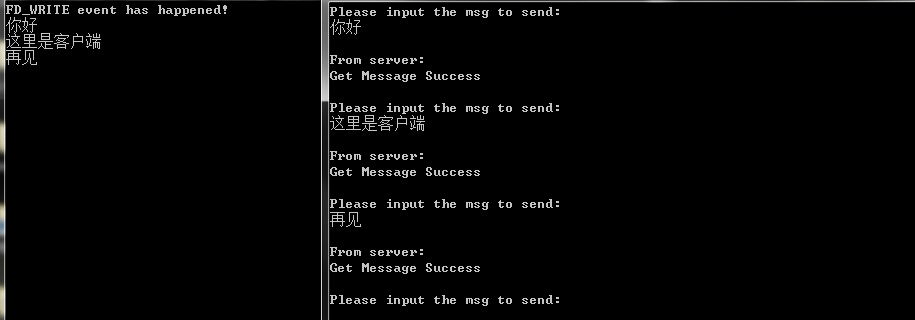 FD_WRITE event has happened!
你好
这里是客户端
再见
Please input the msg to send:
你好
From server:
Get Message Success
Please input the msg to send:
这里是客户端
From server:
Get Message Success
Please input the msg to send:
再见
From server:
Get Message Success
Please input the msg to send: